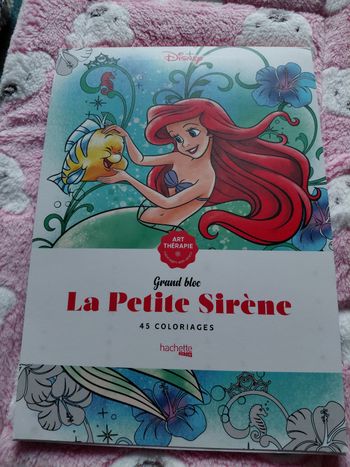 Disney
ART
THÉRAPIE
Grand bloc
La Petite Sirène
45 COLORIAGES
hachette